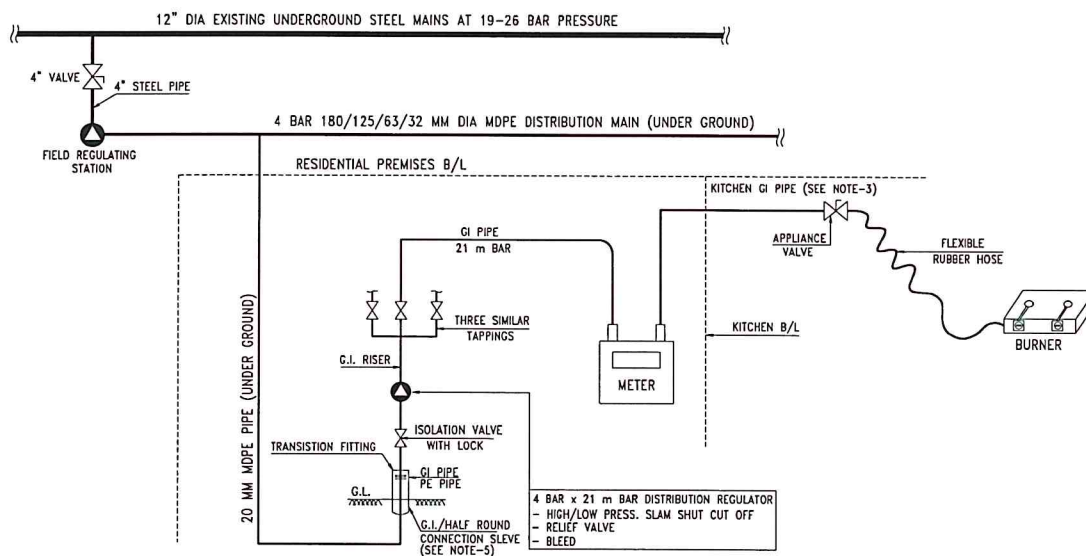 12" DIA EXISTING UNDERGROUND STEEL MAINS AT 19-26 BAR PRESSURE
4" VALVE
4" STEEL PIPE
4 BAR 180/125/63/32 MM DIA MDPE DISTRIBUTION MAIN (UNDER GROUND)
FIELD REGULATING
STATION
RESIDENTIAL PREMISES B/L
KITCHEN GI PIPE (SEE NOTE-3)
GI PIPE
21 m BAR
APPLIANCE
VALVE
FLEXIBLE
RUBBER HOSE
THREE SIMILAR
TAPPINGS
KITCHEN B/L
BURNER
G.I. RISER
METER
20 MM MDPE PIPE (UNDER GROUND)
ISOLATION VALVE
WITH LOCK
TRANSISTION FITTING
GI PIPE
PE PIPE
G.L.
G.I./HALF ROUND
CONNECTION SLEVE
(SEE NOTE-5)
4 BAR x 21 m BAR DISTRIBUTION REGULATOR
- HIGH/LOW PRESS. SLAM SHUT CUT OFF
- RELIEF VALVE
- BLEED